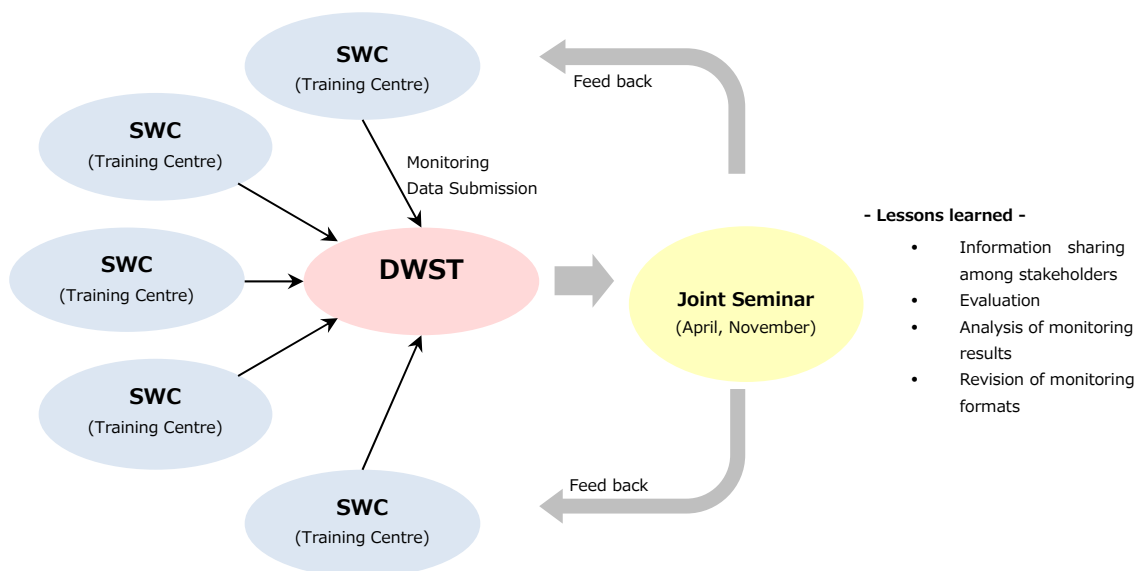 SWC
(Training Centre)
Feed back
SWC
(Training Centre)
Monitoring
Data Submission
- Lessons learned -
• Information sharing
among stakeholders
• Evaluation
• Analysis of monitoring
results
• Revision of monitoring
formats
SWC
(Training Centre)
DWST
Joint Seminar
(April, November)
SWC
(Training Centre)
Feed back
SWC
(Training Centre)